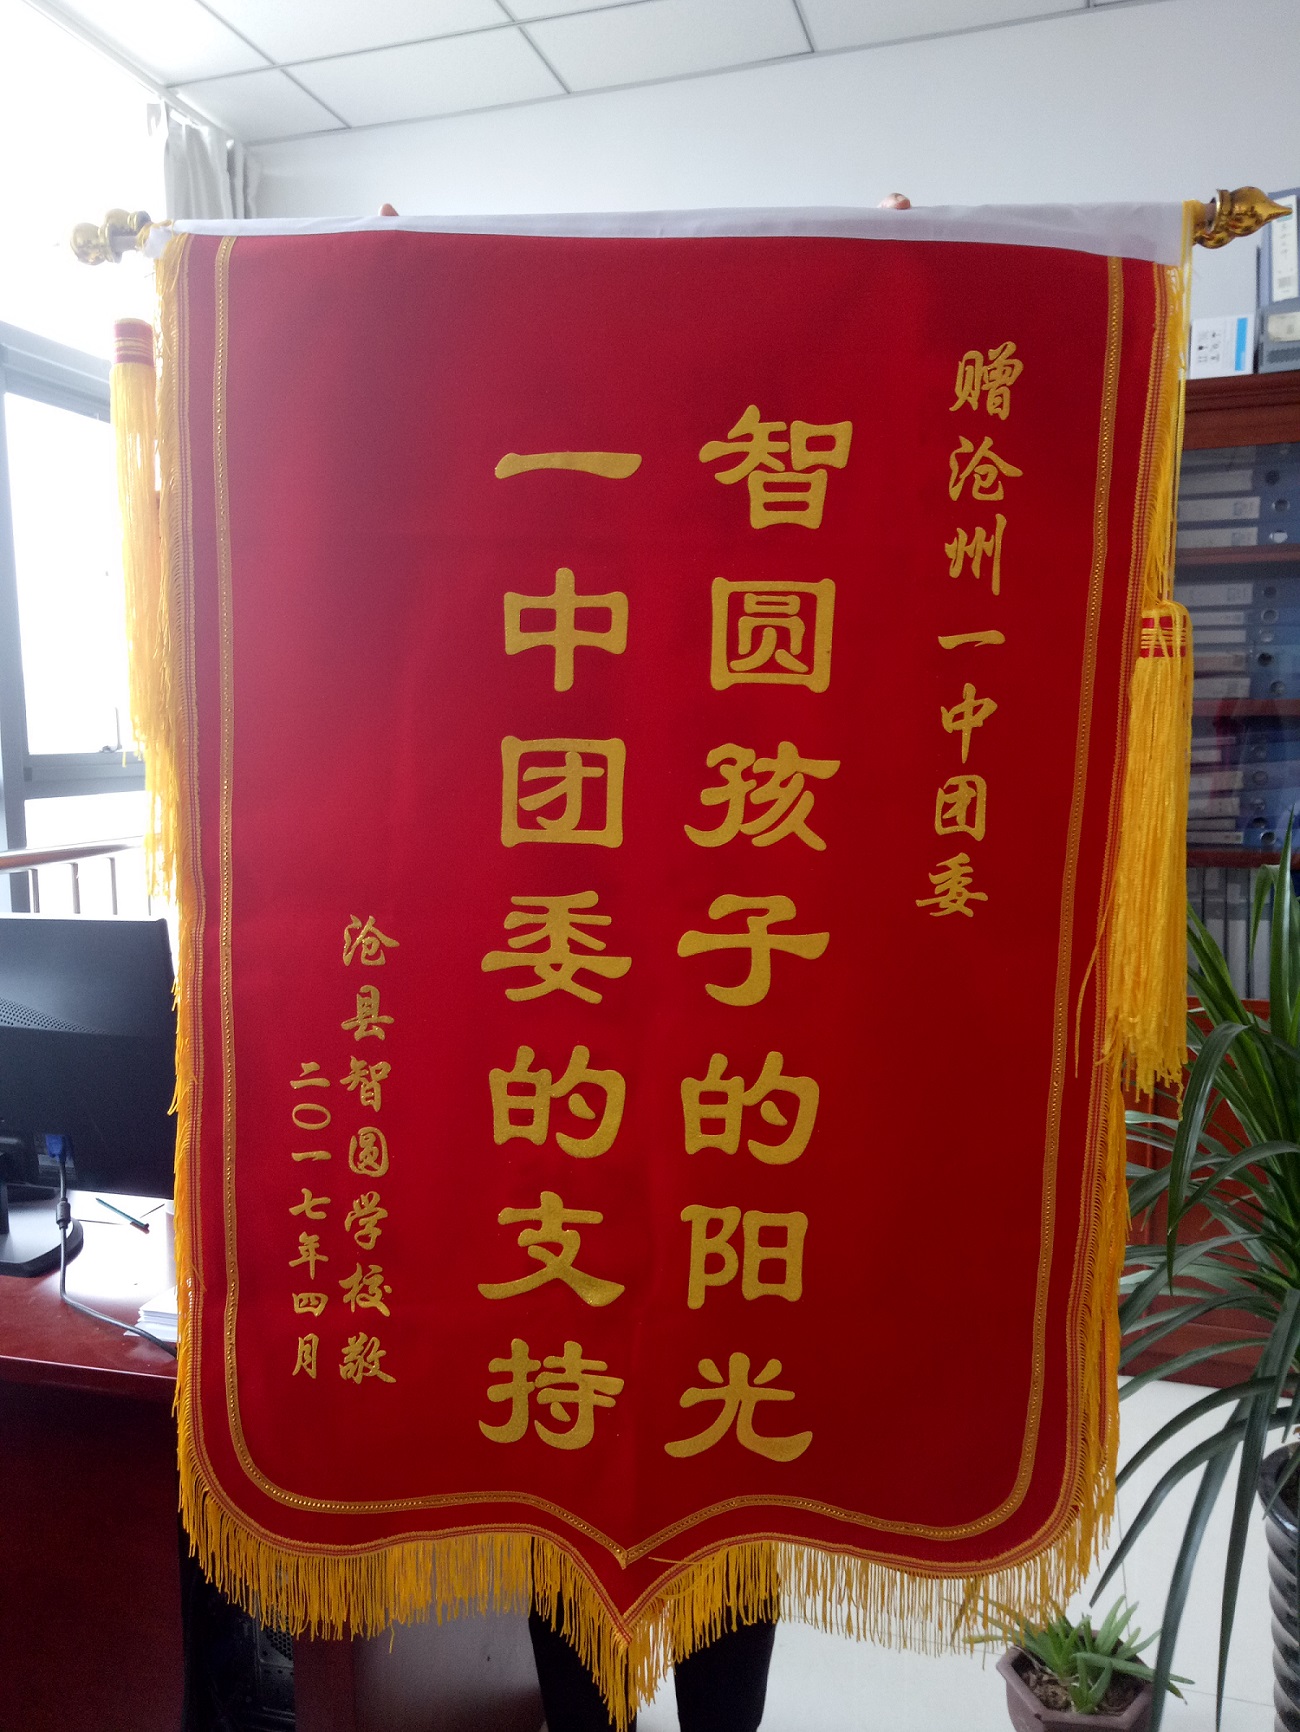 赠沧州一中团委
智圆孩子的阳光
一中团委的支持
沧县智圆学校敬
二〇一七年四月